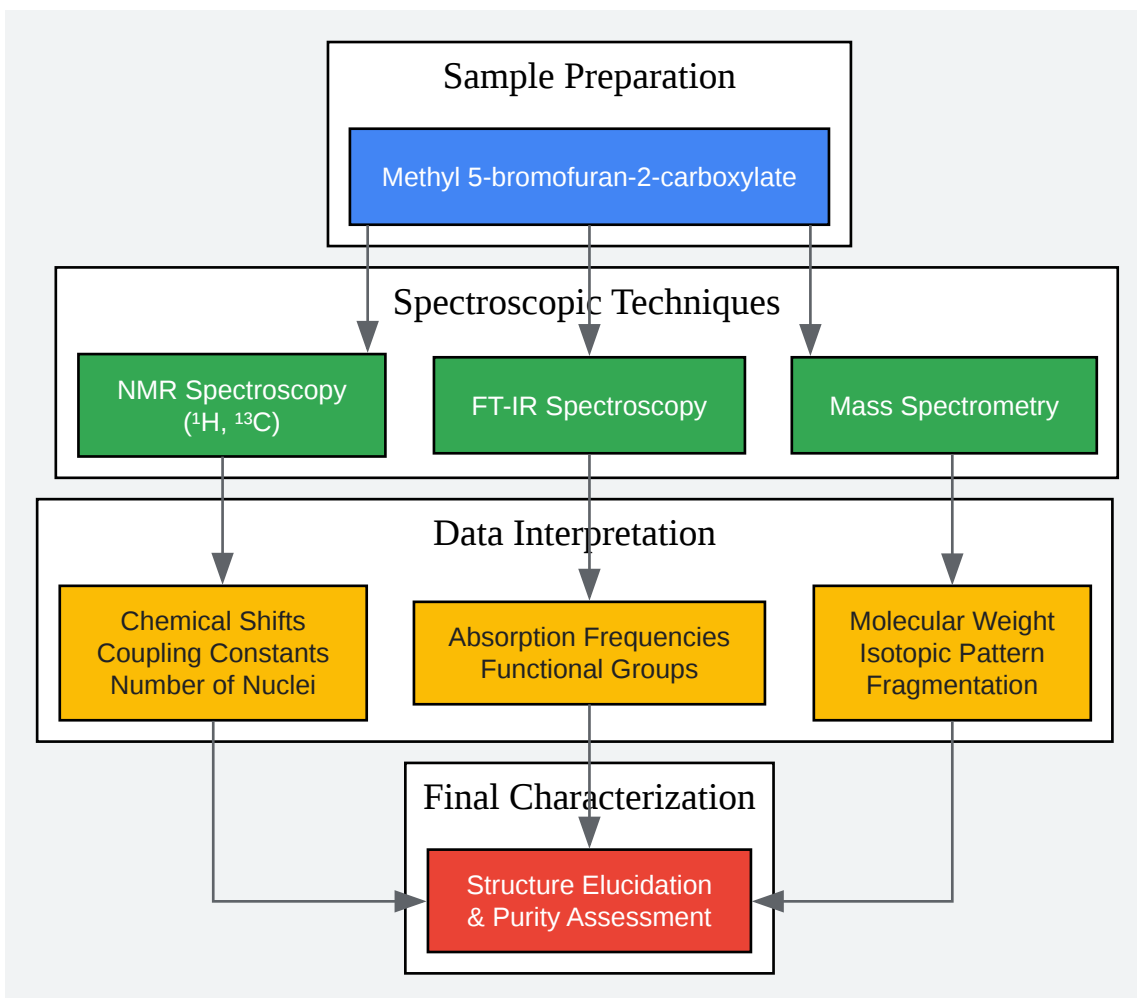 Sample Preparation
Methyl 5-bromofuran-2-carboxylate
Spectroscopic Techniques
NMR Spectroscopy
(¹H, ¹³C)
FT-IR Spectroscopy
Mass Spectrometry
Data Interpretation
Chemical Shifts
Coupling Constants
Number of Nuclei
Absorption Frequencies
Functional Groups
Molecular Weight
Isotopic Pattern
Fragmentation
Final Characterization
Structure Elucidation
& Purity Assessment